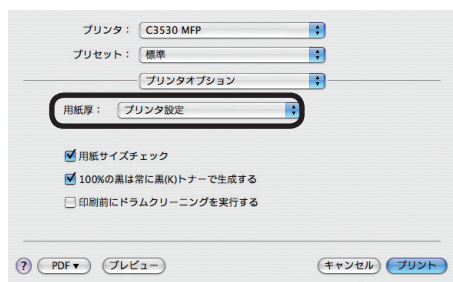 プリンタ： C3530 MFP
プリセット： 標準
プリンタオプション
用紙厚： プリンタ設定
用紙サイズチェック
100%の黒は常に黒(K)トナーで生成する
印刷前にドラムクリーニングを実行する
? PDF▼ プレビュー キャンセル プリント